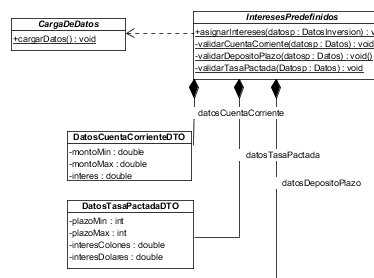 CargaDeDatos
+cargarDatos() : void
InteresesPredefinidos
+asignarIntereses(datosp : DatosInversion) : v
-validarCuentaCorriente(datosp : Datos) : void
-validarDepositoPlazo(datosp : Datos) : void()
-validarTasaPactada(Datosp : Datos) : void
datosCuentaCorriente
DatosCuentaCorrienteDTO
-montoMin : double
-montoMax : double
-interes : double
datosTasaPactada
datosDepositoPlazo
DatosTasaPactadaDTO
-plazoMin : int
-plazoMax : int
-interesColones : double
-interesDolares : double